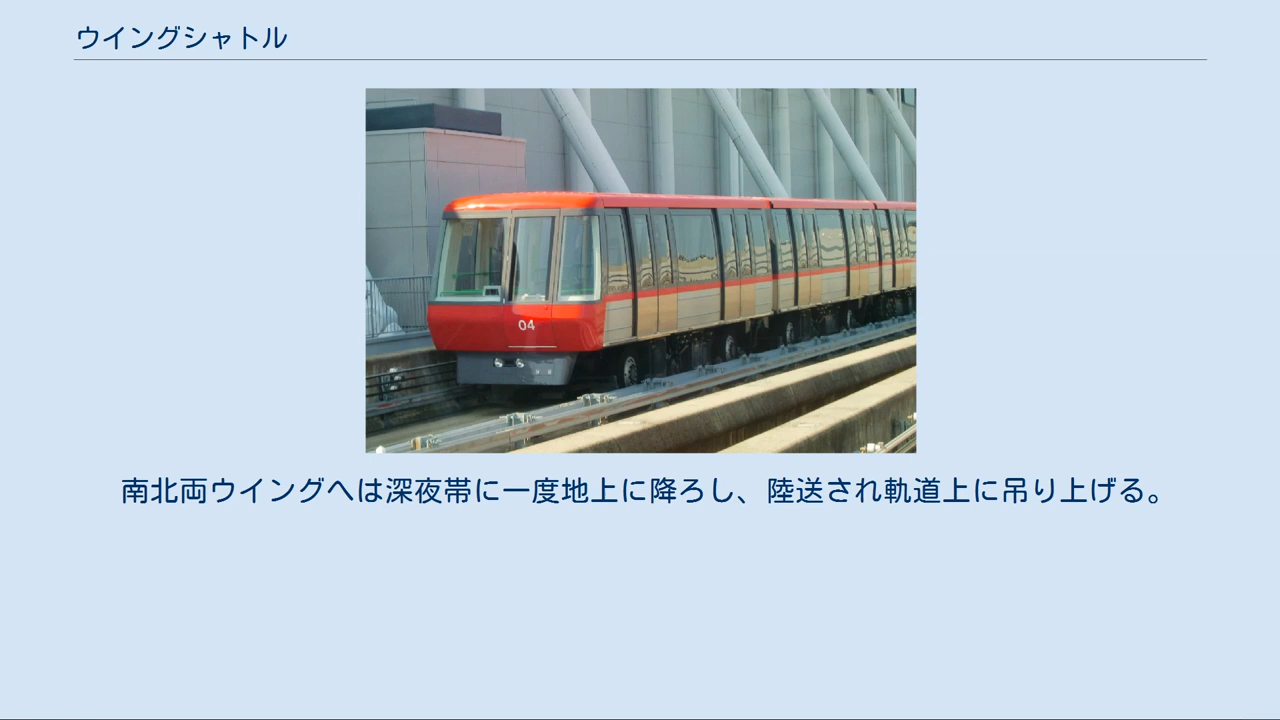 ウイングシャトル
04
南北両ウイングへは深夜帯に一度地上に降ろし、陸送され軌道上に吊り上げる。